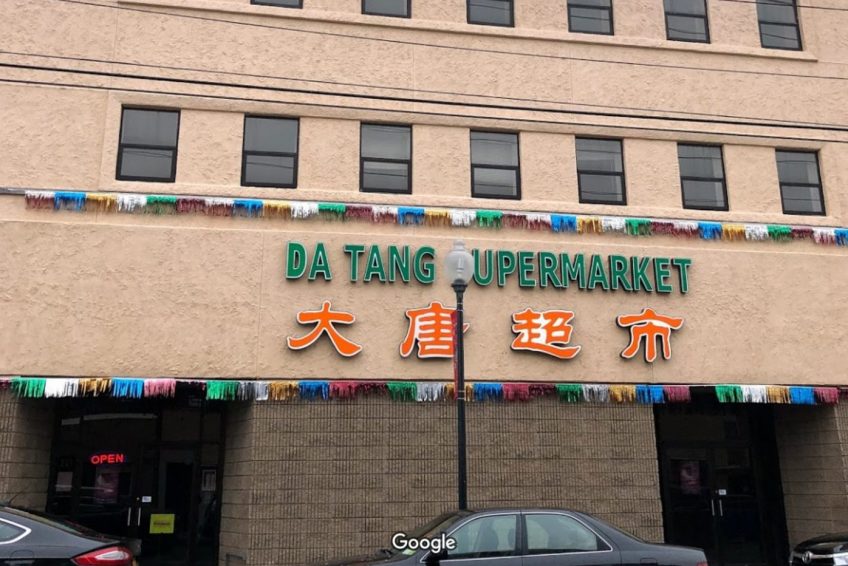 DA TANG SUPERMARKET
大唐超市
OPEN
Google